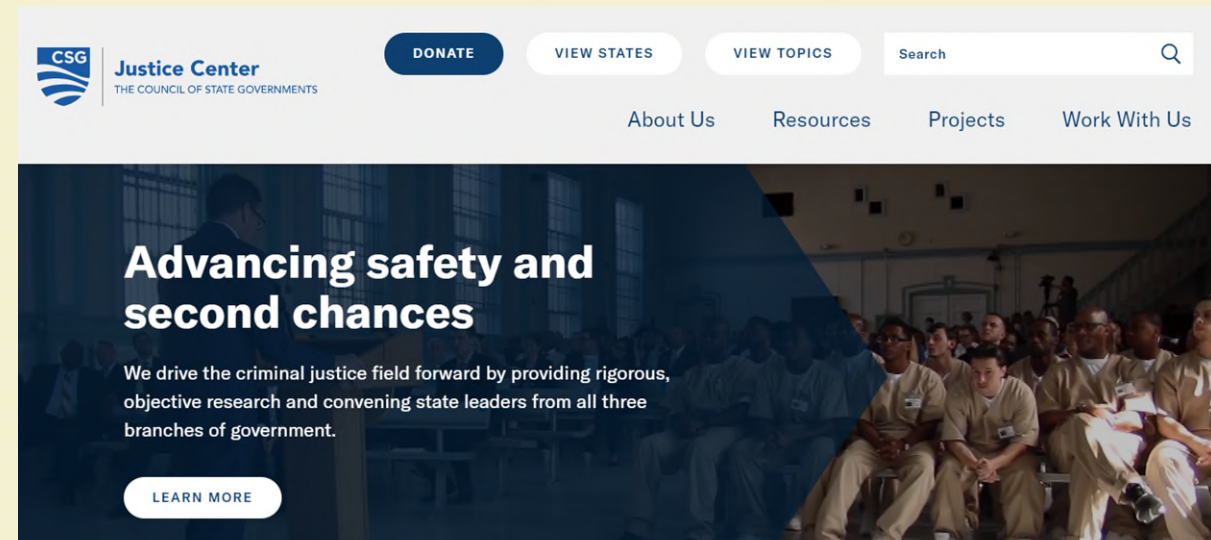 CSG
Justice Center
THE COUNCIL OF STATE GOVERNMENTS
DONATE
VIEW STATES
VIEW TOPICS
Search
About Us
Resources
Projects
Work With Us
Advancing safety and
second chances
We drive the criminal justice field forward by providing rigorous,
objective research and convening state leaders from all three
branches of government.
LEARN MORE